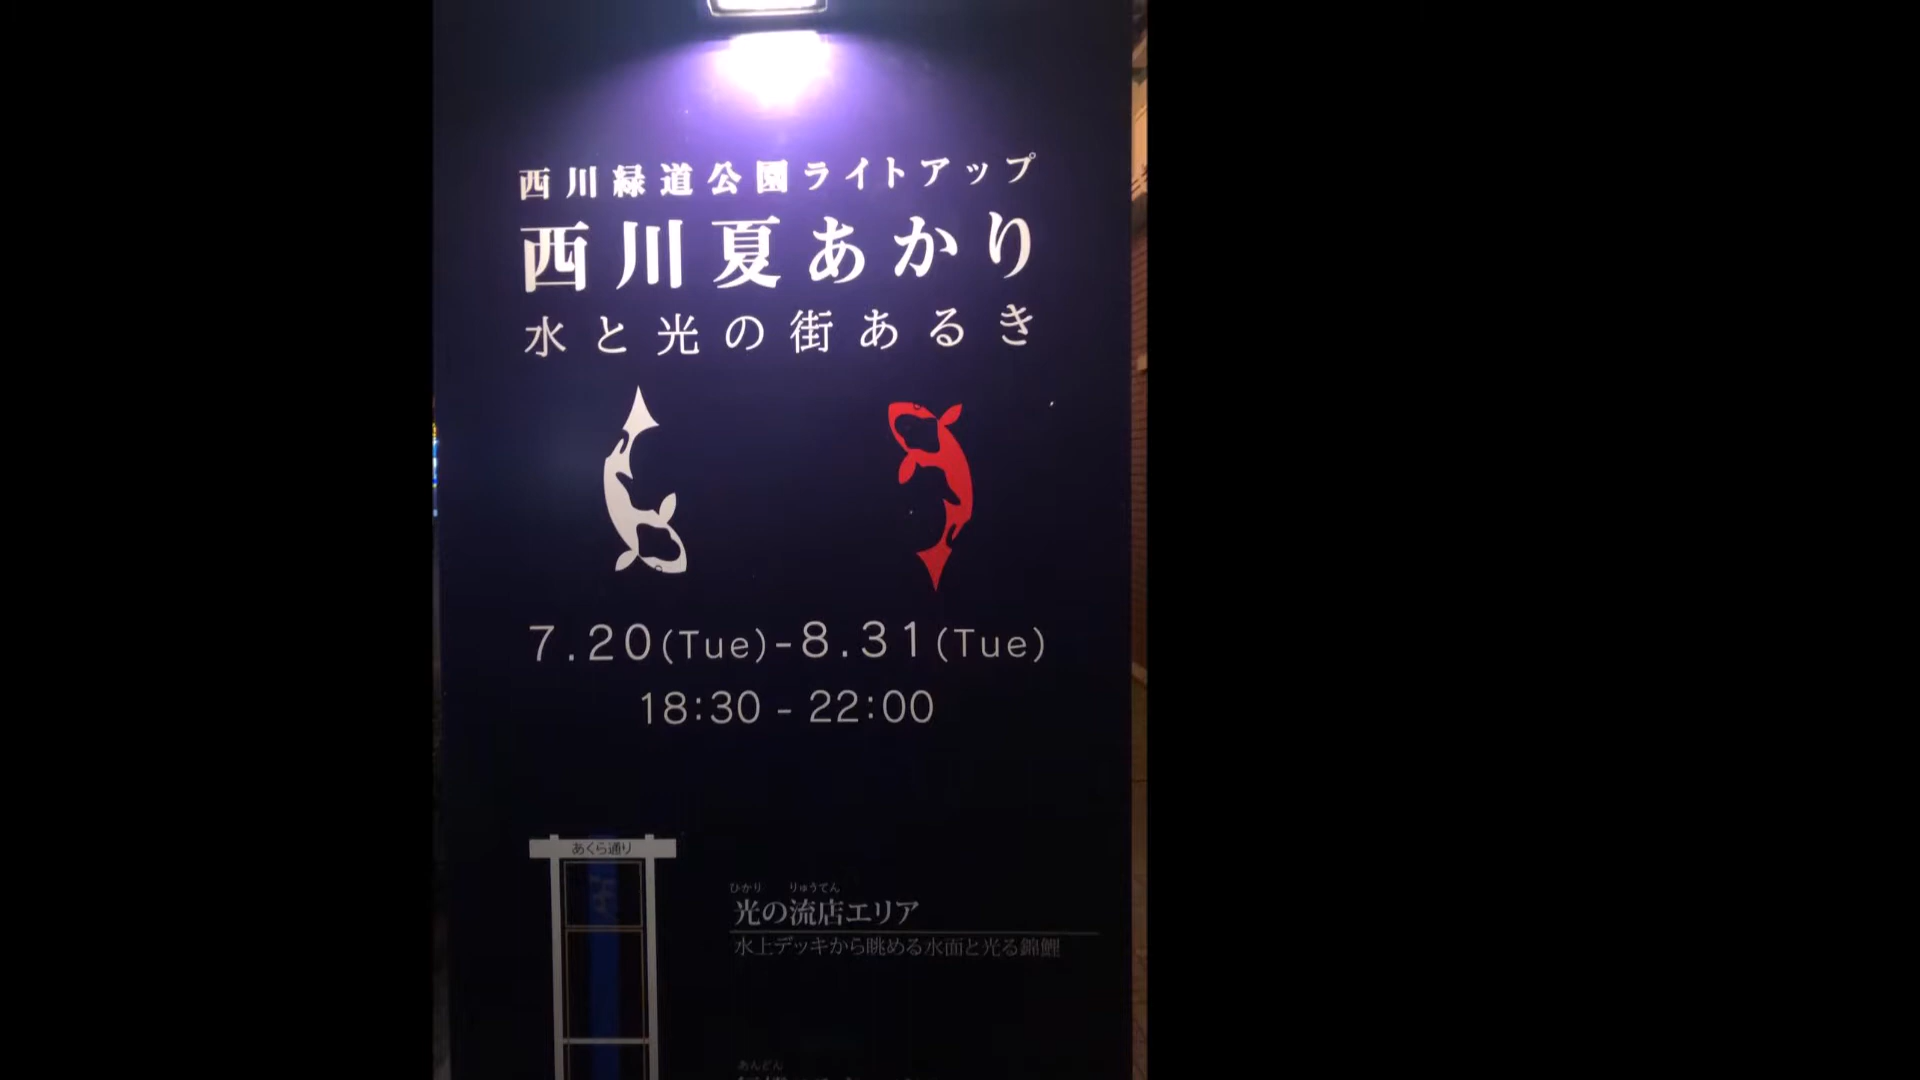 西川緑道公園ライトアップ
西川夏あかり
水と光の街あるき
7.20(Tue)-8.31(Tue)
18:30 - 22:00
あくら通り
ひかり りゅうてん
光の流店エリア
水上デッキから眺める水面と光る錦鯉
あんどん